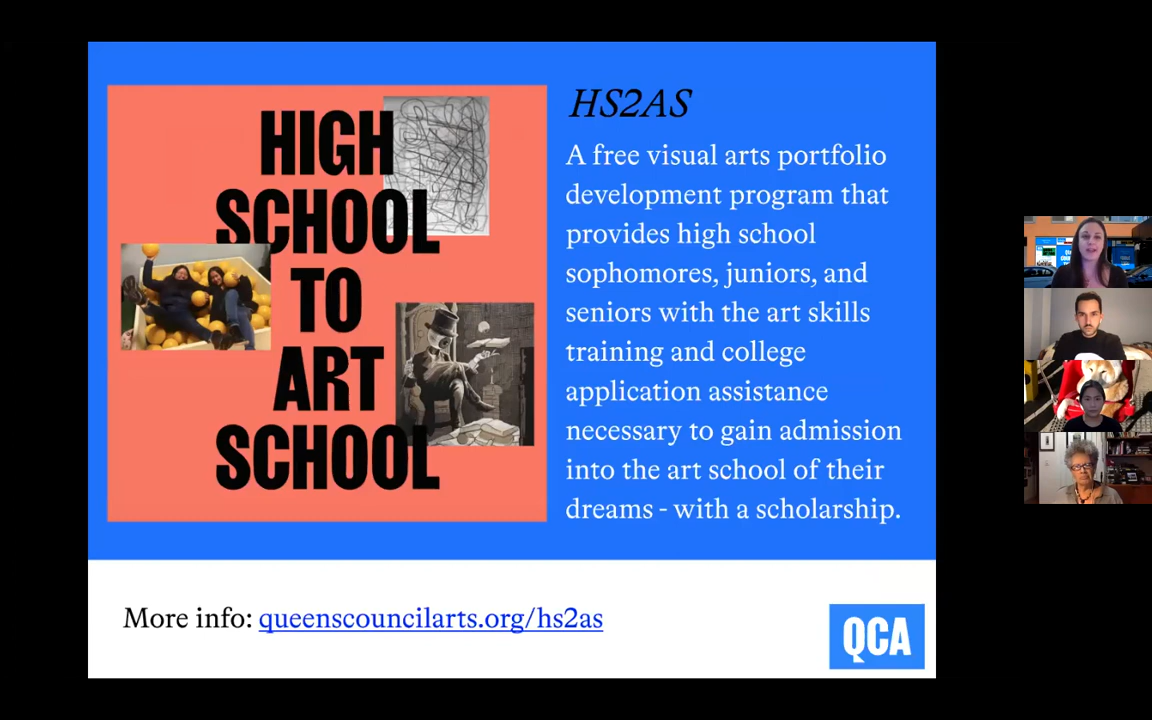 HIGH
SCHOOL
TO
ART
SCHOOL
HS2AS
A free visual arts portfolio
development program that
provides high school
sophomores, juniors, and
seniors with the art skills
training and college
application assistance
necessary to gain admission
into the art school of their
dreams - with a scholarship.
More info: queenscouncilarts.org/hs2as
QCA